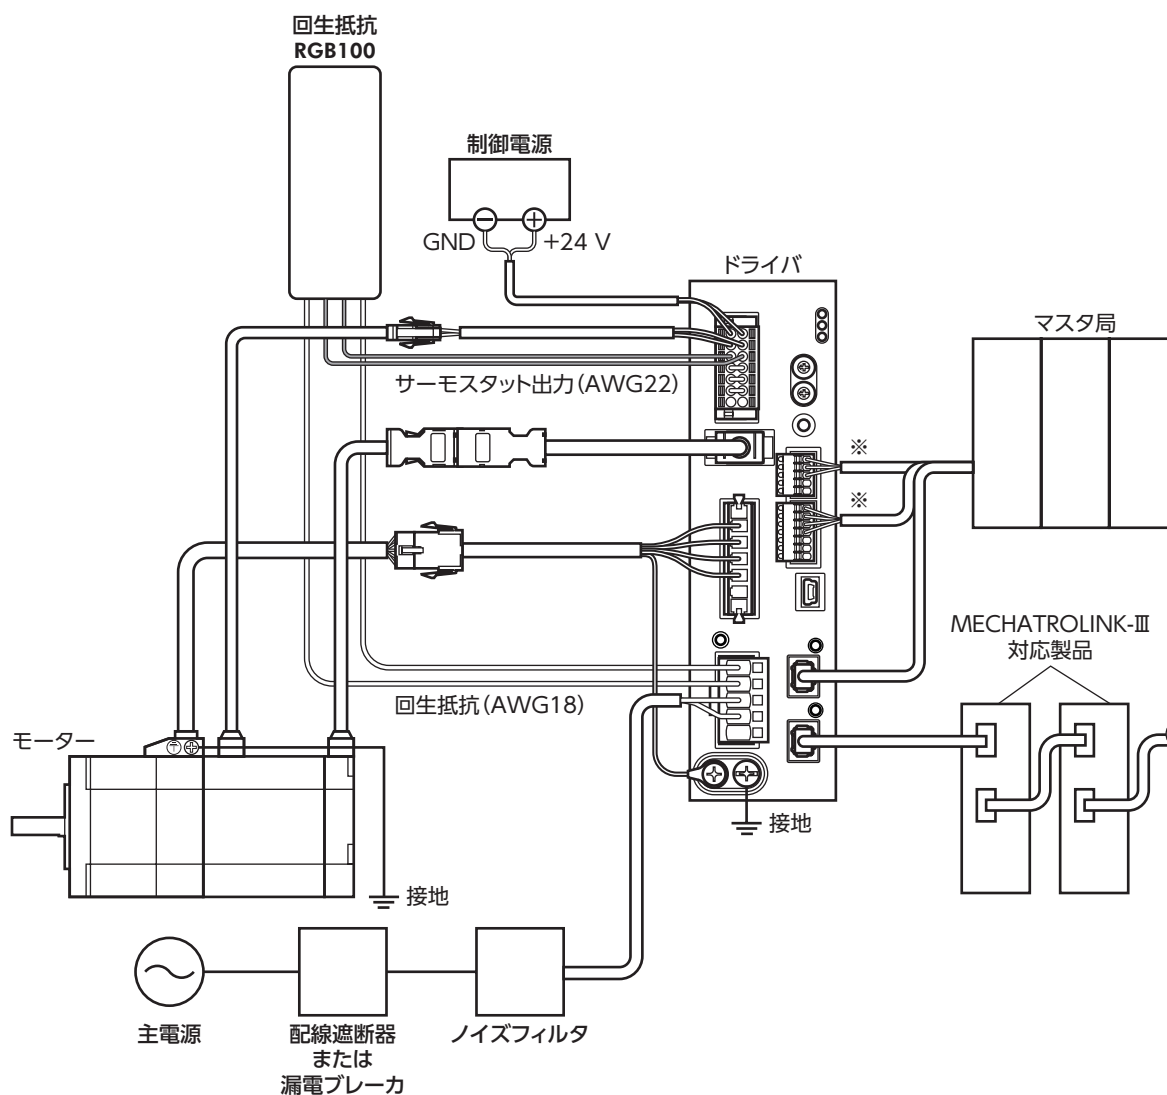 回生抵抗
RGB100
制御電源
GND
+24 V
ドライバ
マスタ局
サーモスタット出力(AWG22)
※
※
MECHATROLINK-Ⅲ
対応製品
回生抵抗(AWG18)
モーター
接地
接地
主電源
配線遮断器
または
漏電ブレーカ
ノイズフィルタ